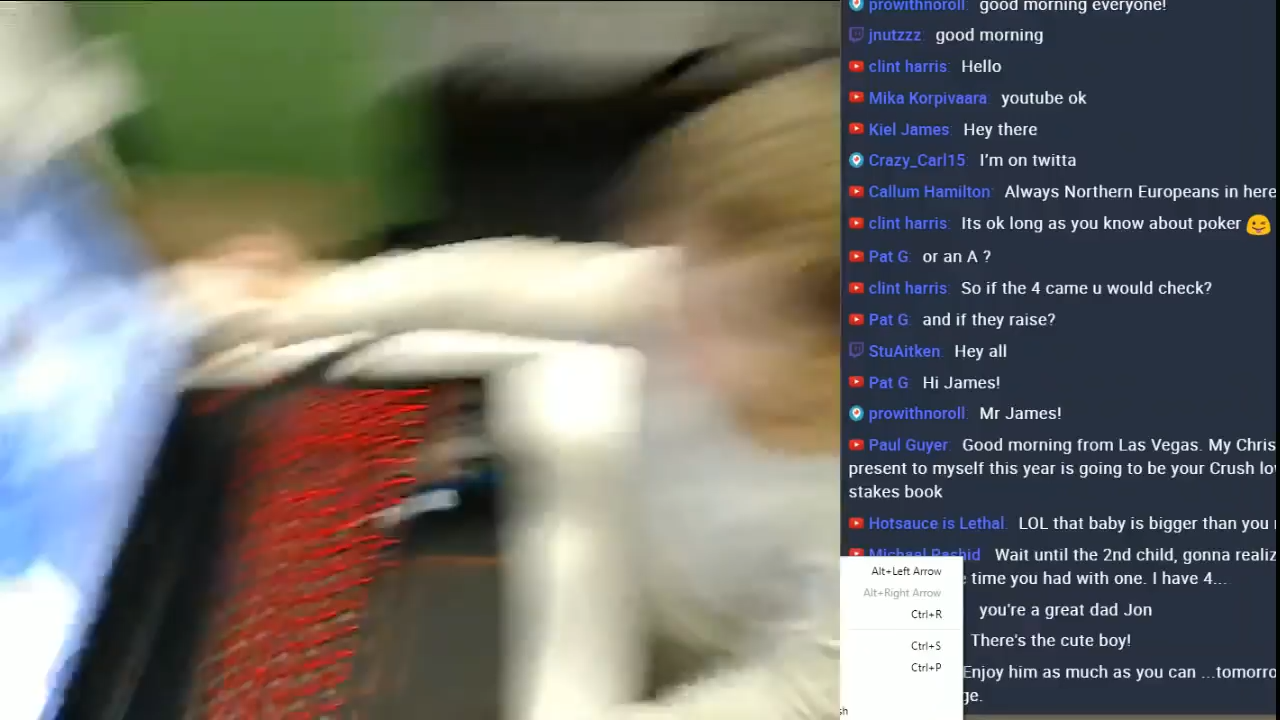 prowithnoroll: good morning everyone!
jnutzzz: good morning
clint harris: Hello
Mika Korpivaara: youtube ok
Kiel James: Hey there
Crazy_Carl15: I'm on twitta
Callum Hamilton: Always Northern Europeans in here
clint harris: Its ok long as you know about poker 😜
Pat G: or an A ?
clint harris: So if the 4 came u would check?
Pat G: and if they raise?
StuAitken: Hey all
Pat G: Hi James!
prowithnoroll: Mr James!
Paul Guyer: Good morning from Las Vegas. My Chris
present to myself this year is going to be your Crush lo
stakes book
Hotsauce is Lethal: LOL that baby is bigger than you
Michael Rashid: Wait until the 2nd child, gonna realiz
Alt+Left Arrow
time you had with one. I have 4...
Alt+Right Arrow
you're a great dad Jon
Ctrl+R
There's the cute boy!
Ctrl+S
Ctrl+P
Enjoy him as much as you can ...tomorro
ge.
sh